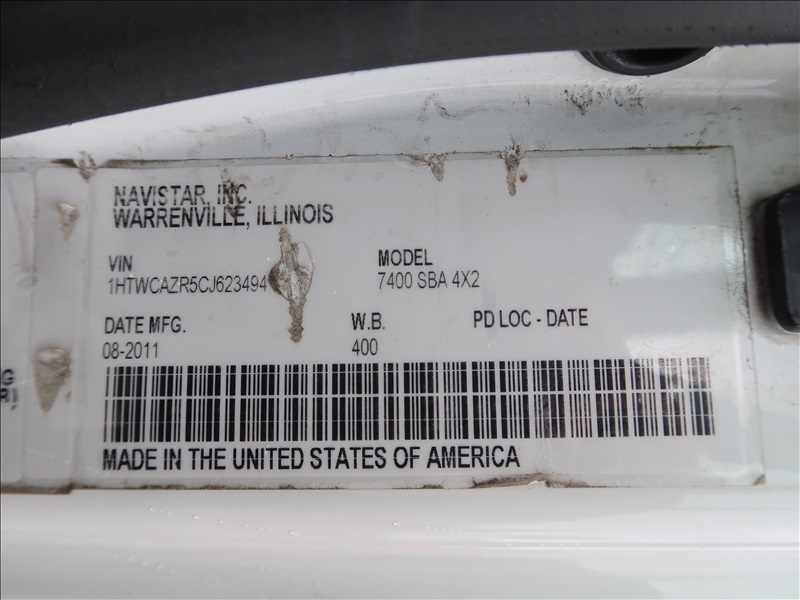 NAVISTAR, INC.
WARRENVILLE, ILLINOIS
VIN
MODEL
1HTWCAZR5CJ623494
7400 SBA 4X2
DATE MFG.
W.B.
PD LOC - DATE
08-2011
400
G
R)
MADE IN THE UNITED STATES OF AMERICA